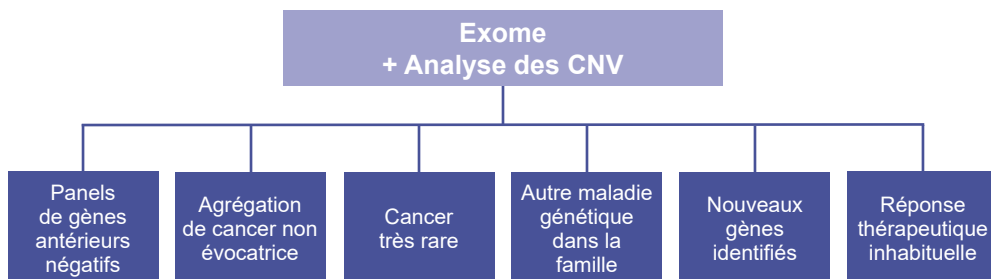 Exome
+ Analyse des CNV
Panels
de gènes
antérieurs
négatifs
Agrégation
de cancer non
évocatrice
Cancer
très rare
Autre maladie
génétique
dans la
famille
Nouveaux
gènes
identifiés
Réponse
thérapeutique
inhabituelle